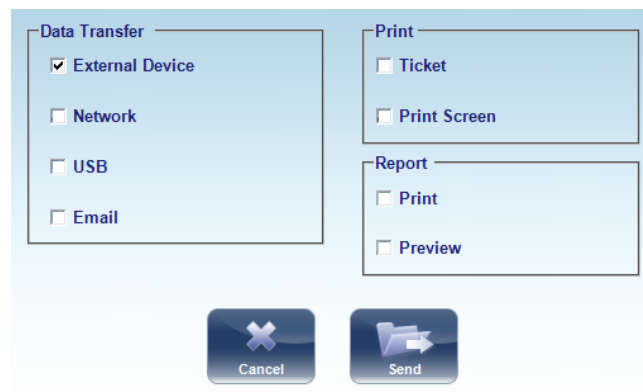 Data Transfer
External Device
Network
USB
Email
Print
Ticket
Print Screen
Report
Print
Preview
Cancel
Send